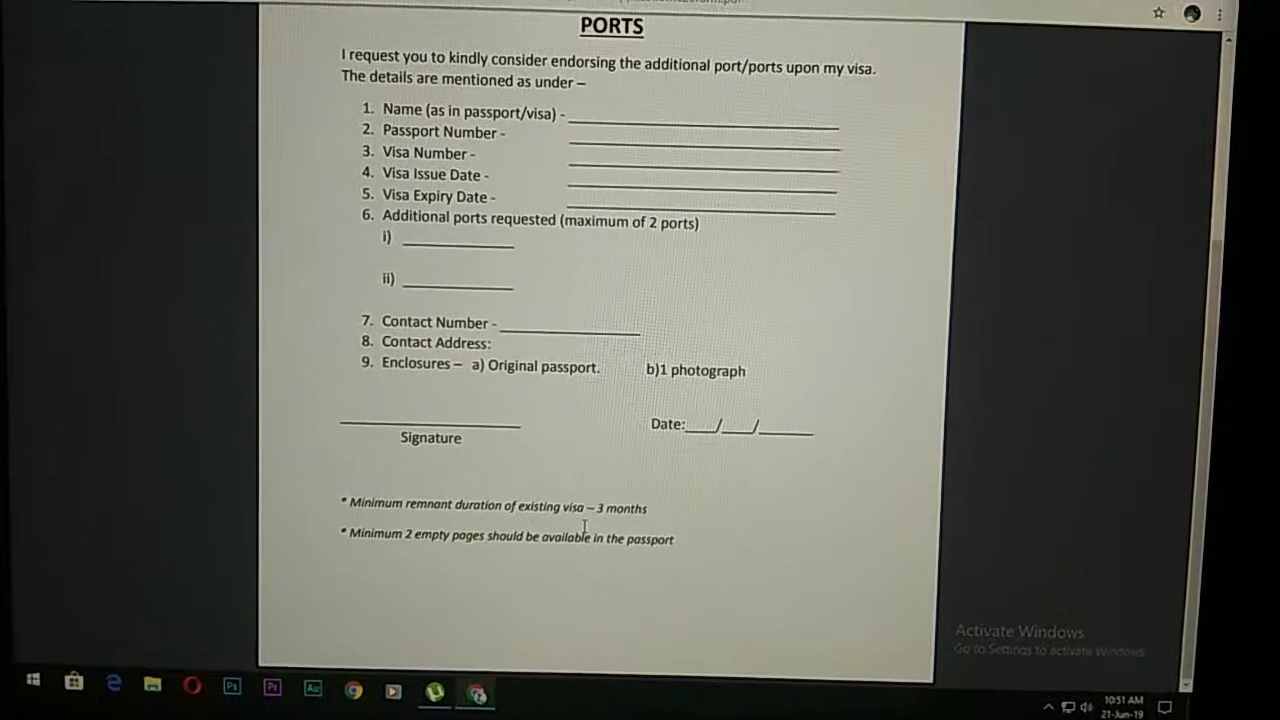 PORTS
I request you to kindly consider endorsing the additional port/ports upon my visa.
The details are mentioned as under –
1. Name (as in passport/visa) -
2. Passport Number -
3. Visa Number -
4. Visa Issue Date -
5. Visa Expiry Date -
6. Additional ports requested (maximum of 2 ports)
i)
ii)
7. Contact Number -
8. Contact Address:
9. Enclosures – a) Original passport. b)1 photograph
Signature
Date:___/___/______
* Minimum remnant duration of existing visa – 3 months
* Minimum 2 empty pages should be available in the passport
Activate Windows
Go to Settings to activate Windows.
Ps Pr Au
10:51 AM
21-Jun-19